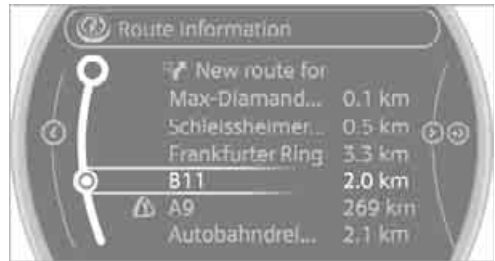 Route information
New route for
Max-Diamand... 0.1 km
Schleissheimer... 0.5 km
Frankfurter Ring 3.3 km
B11 2.0 km
A9 269 km
Autobahndrei... 2.1 km